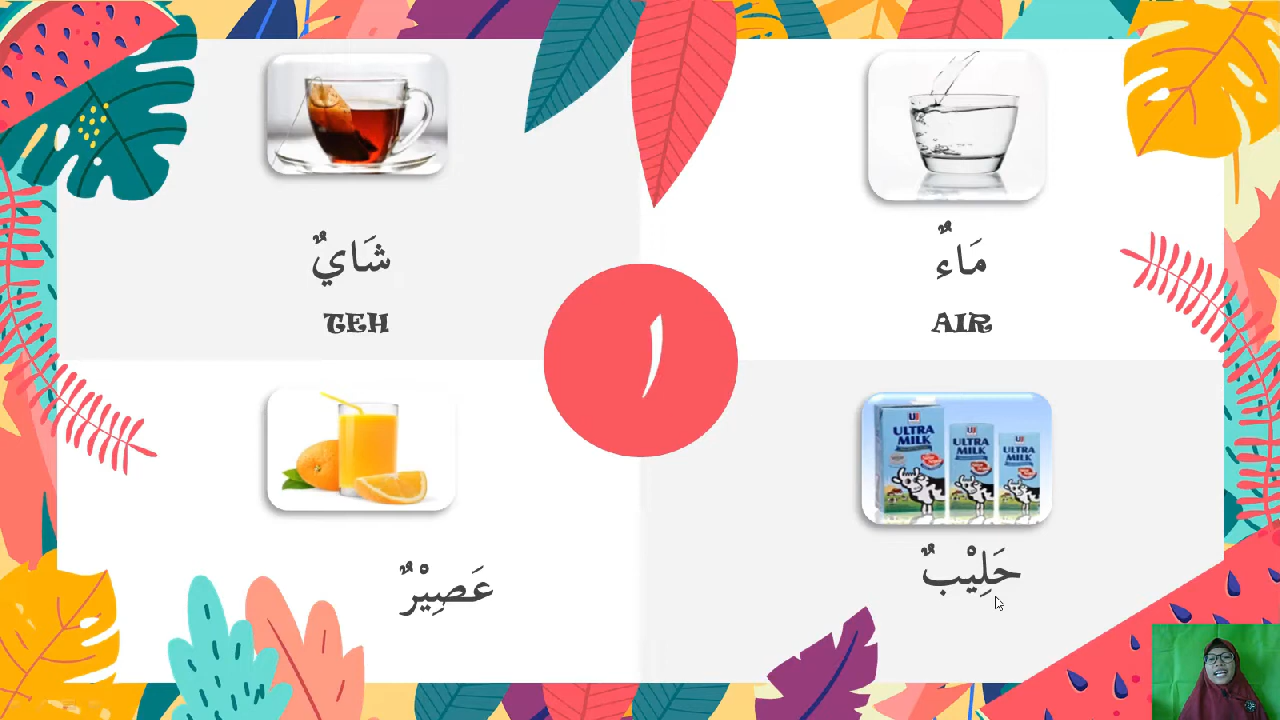 مَاءٌ
AIR
شَايٌ
TEH
١
ULTRA
MILK
ULTRA
MILK
ULTRA
MILK
حَلِيْبٌ
عَصِيْرٌ